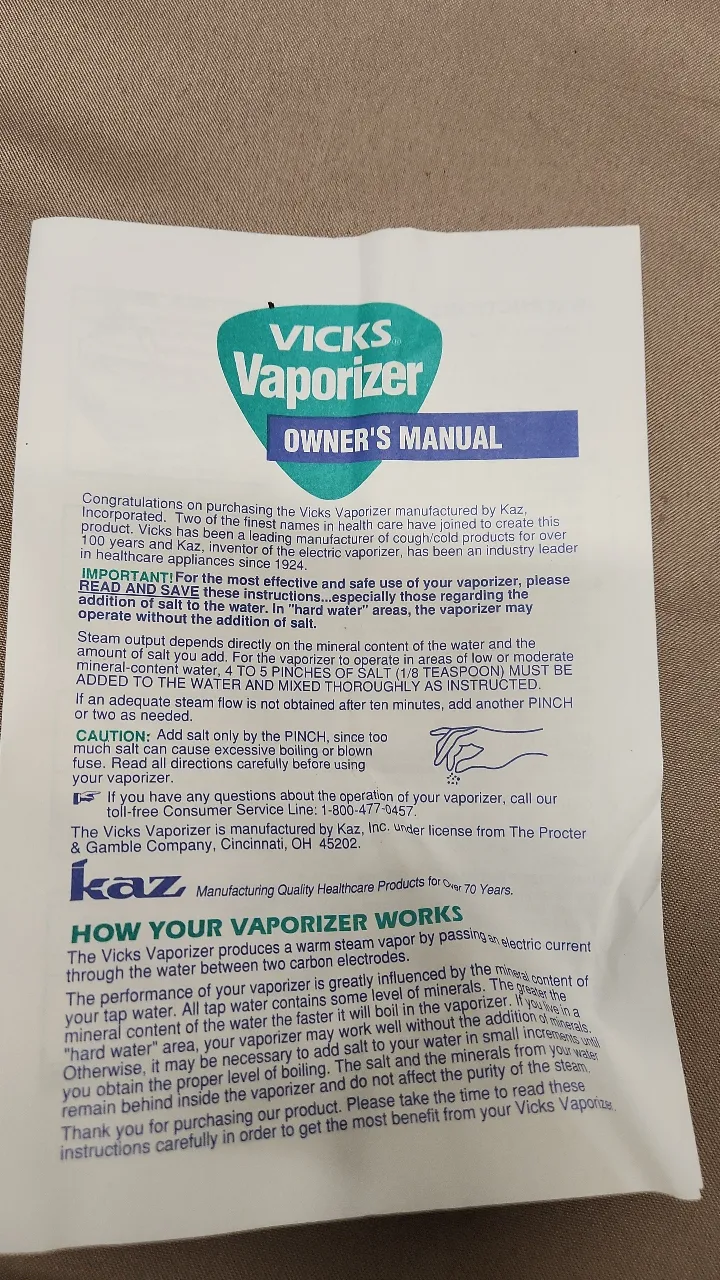 VICKS®
Vaporizer
OWNER'S MANUAL
Congratulations on purchasing the Vicks Vaporizer manufactured by Kaz,
Incorporated. Two of the finest names in health care have joined to create this
product. Vicks has been a leading manufacturer of cough/cold products for over
100 years and Kaz, inventor of the electric vaporizer, has been an industry leader
in healthcare appliances since 1924.
IMPORTANT! For the most effective and safe use of your vaporizer, please
READ AND SAVE these instructions...especially those regarding the
addition of salt to the water. In "hard water" areas, the vaporizer may
operate without the addition of salt.
Steam output depends directly on the mineral content of the water and the
amount of salt you add. For the vaporizer to operate in areas of low or moderate
mineral-content water, 4 TO 5 PINCHES OF SALT (1/8 TEASPOON) MUST BE
ADDED TO THE WATER AND MIXED THOROUGHLY AS INSTRUCTED.
If an adequate steam flow is not obtained after ten minutes, add another PINCH
or two as needed.
CAUTION: Add salt only by the PINCH, since too
much salt can cause excessive boiling or blown
fuse. Read all directions carefully before using
your vaporizer.
If you have any questions about the operation of your vaporizer, call our
toll-free Consumer Service Line: 1-800-477-0457.
The Vicks Vaporizer is manufactured by Kaz, Inc. under license from The Procter
& Gamble Company, Cincinnati, OH 45202.
kaz Manufacturing Quality Healthcare Products for Over 70 Years.
HOW YOUR VAPORIZER WORKS
The Vicks Vaporizer produces a warm steam vapor by passing an electric current
through the water between two carbon electrodes.
The performance of your vaporizer is greatly influenced by the mineral content of
your tap water. All tap water contains some level of minerals. The greater the
mineral content of the water the faster it will boil in the vaporizer. If you live in a
"hard water" area, your vaporizer may work well without the addition of minerals.
Otherwise, it may be necessary to add salt to your water in small increments until
you obtain the proper level of boiling. The salt and the minerals from your water
remain behind inside the vaporizer and do not affect the purity of the steam.
Thank you for purchasing our product. Please take the time to read these
instructions carefully in order to get the most benefit from your Vicks Vaporizer.